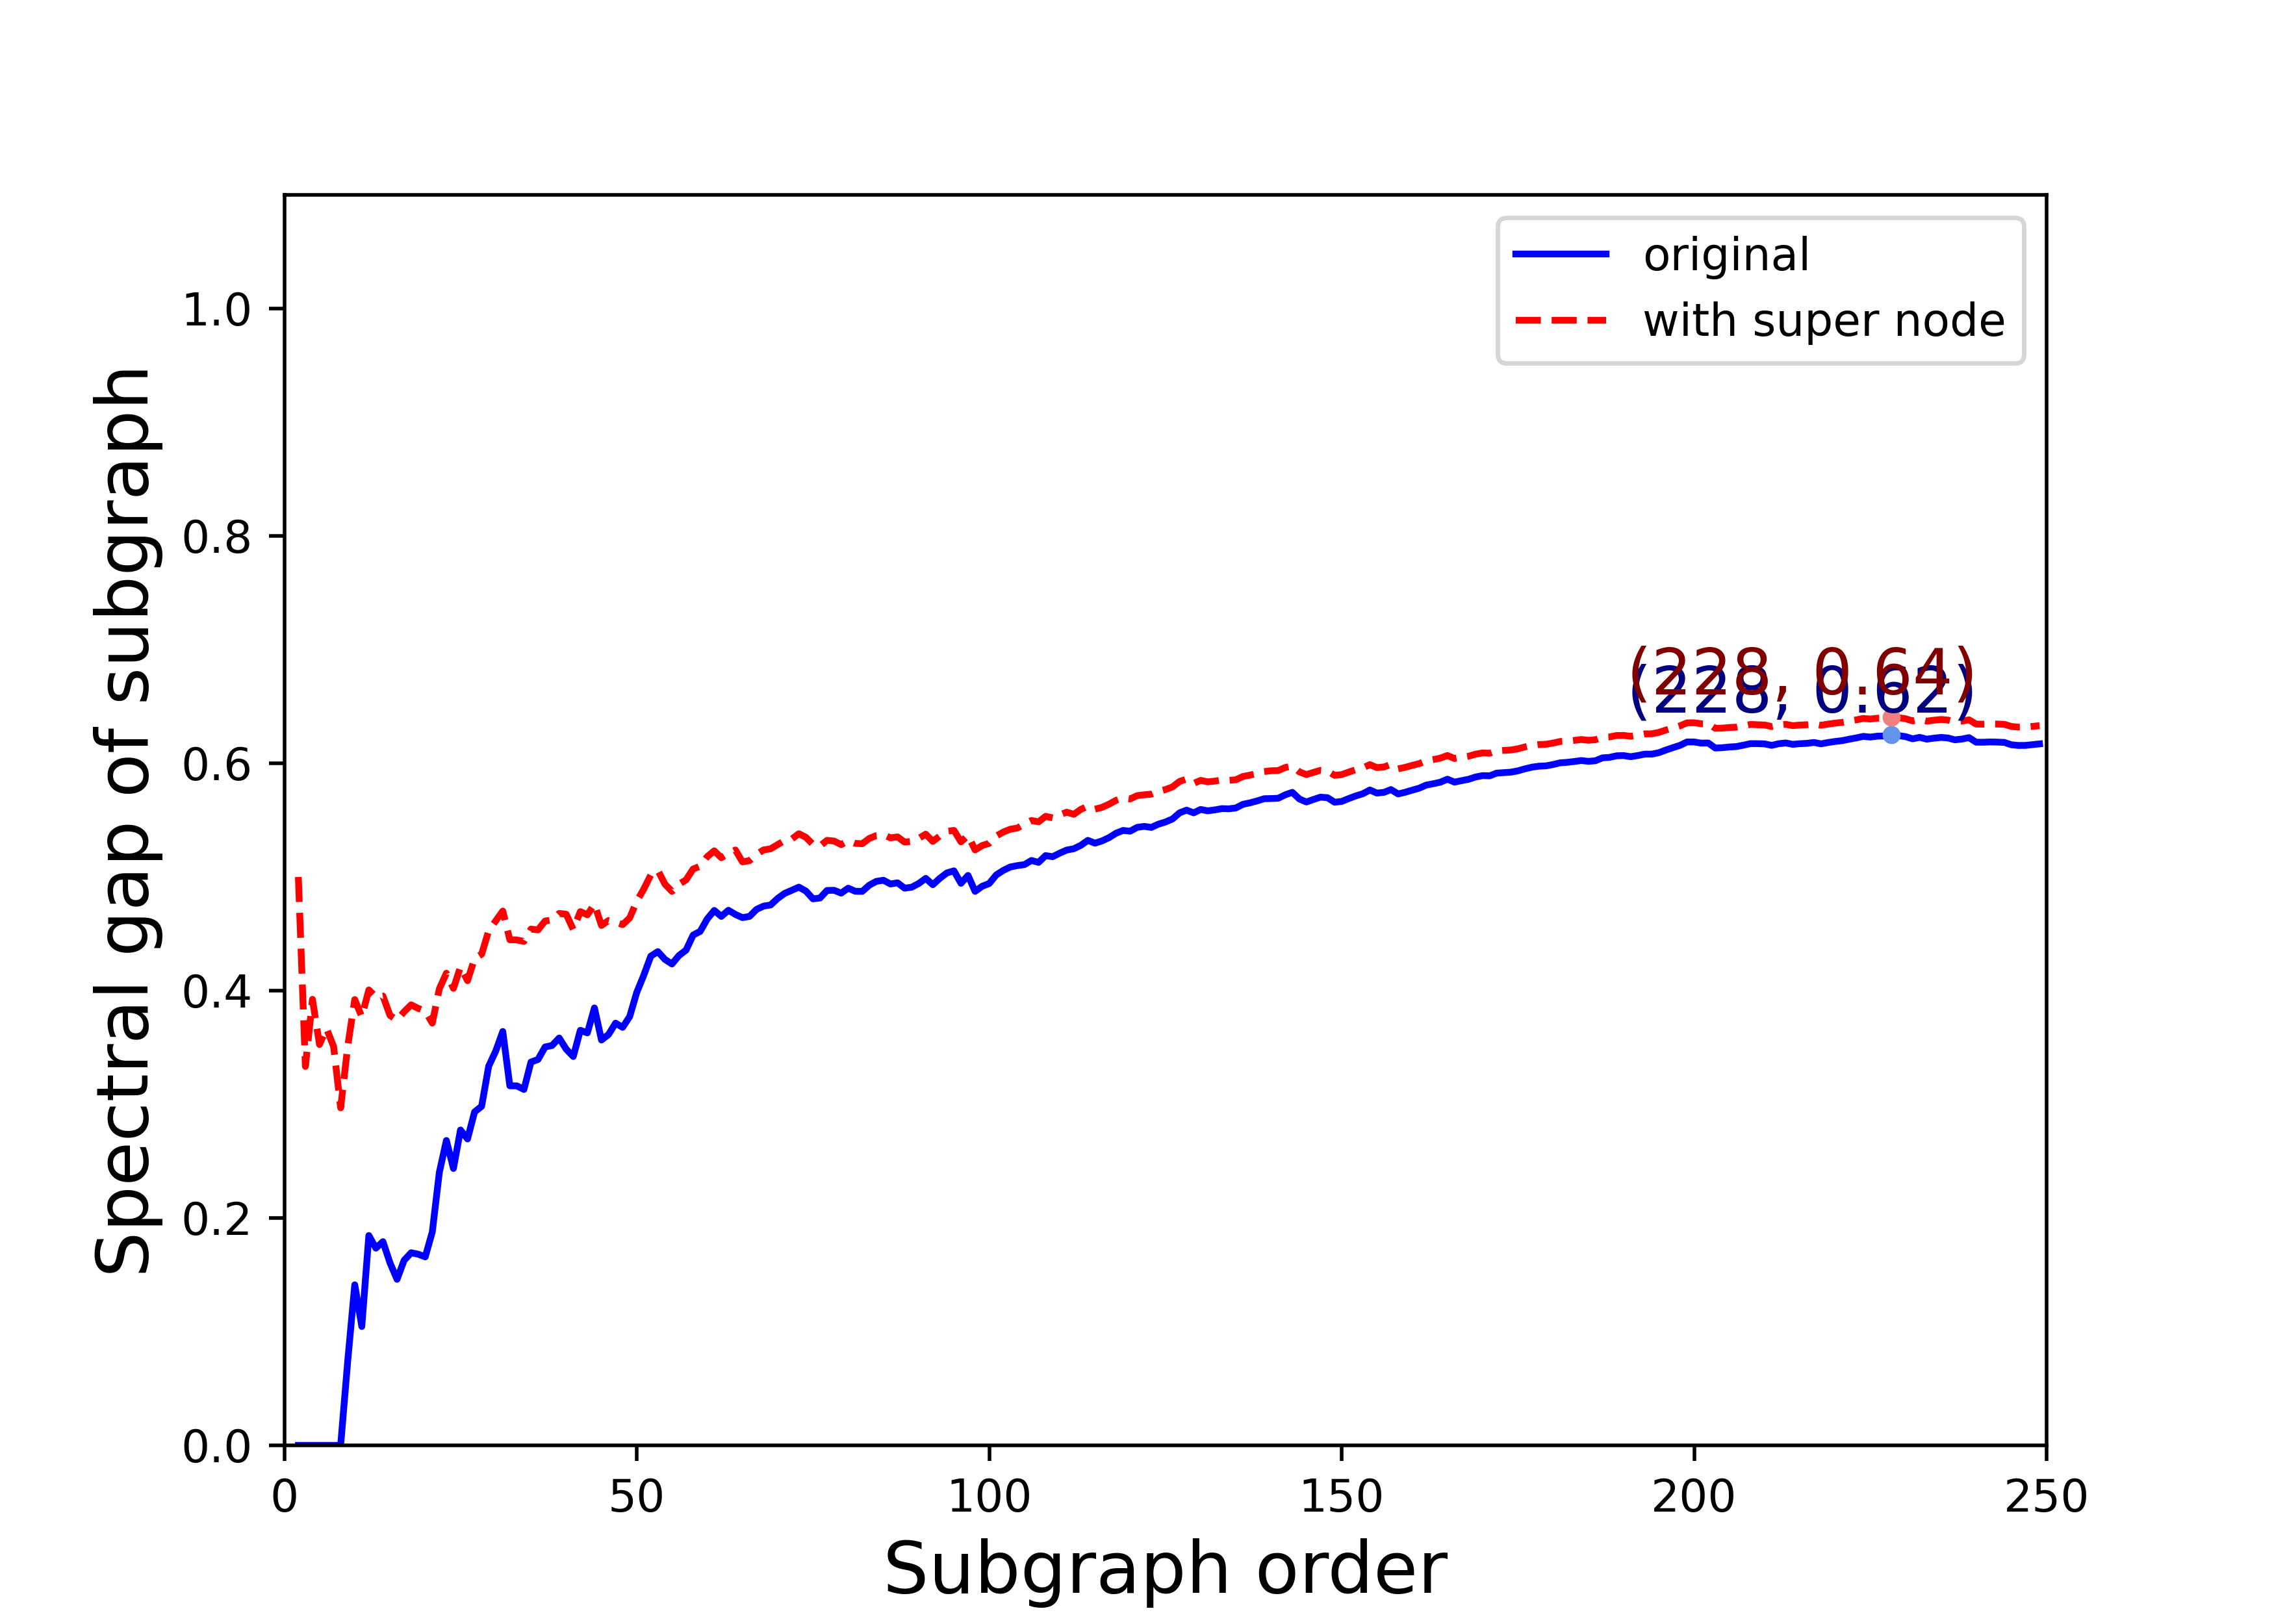 original
with super node
Spectral gap of subgraph
1.0
0.8
0.6
0.4
0.2
0.0
(228, 0.64)
(228, 0.62)
0 50 100 150 200 250
Subgraph order